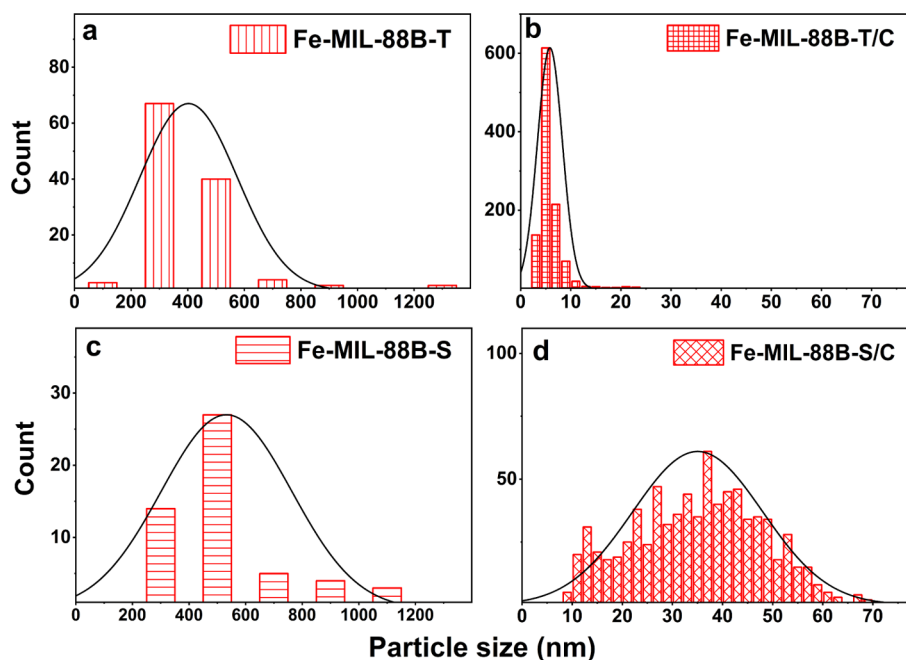 a
Fe-MIL-88B-T
80
60
40
20
0 200 400 600 800 1000 1200
Count
b
Fe-MIL-88B-T/C
600
400
200
0 10 20 30 40 50 60 70
c
Fe-MIL-88B-S
30
20
10
0 200 400 600 800 1000 1200
Count
d
Fe-MIL-88B-S/C
100
50
0
0 10 20 30 40 50 60 70
Particle size (nm)